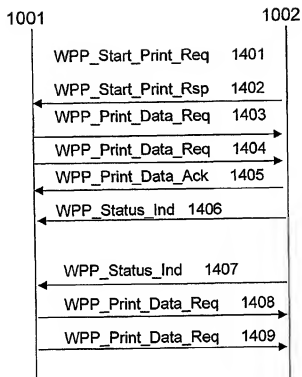 1001 1002
WPP_Start_Print_Req 1401
WPP_Start_Print_Rsp 1402
WPP_Print_Data_Req 1403
WPP_Print_Data_Req 1404
WPP_Print_Data_Ack 1405
WPP_Status_Ind 1406
WPP_Status_Ind 1407
WPP_Print_Data_Req 1408
WPP_Print_Data_Req 1409